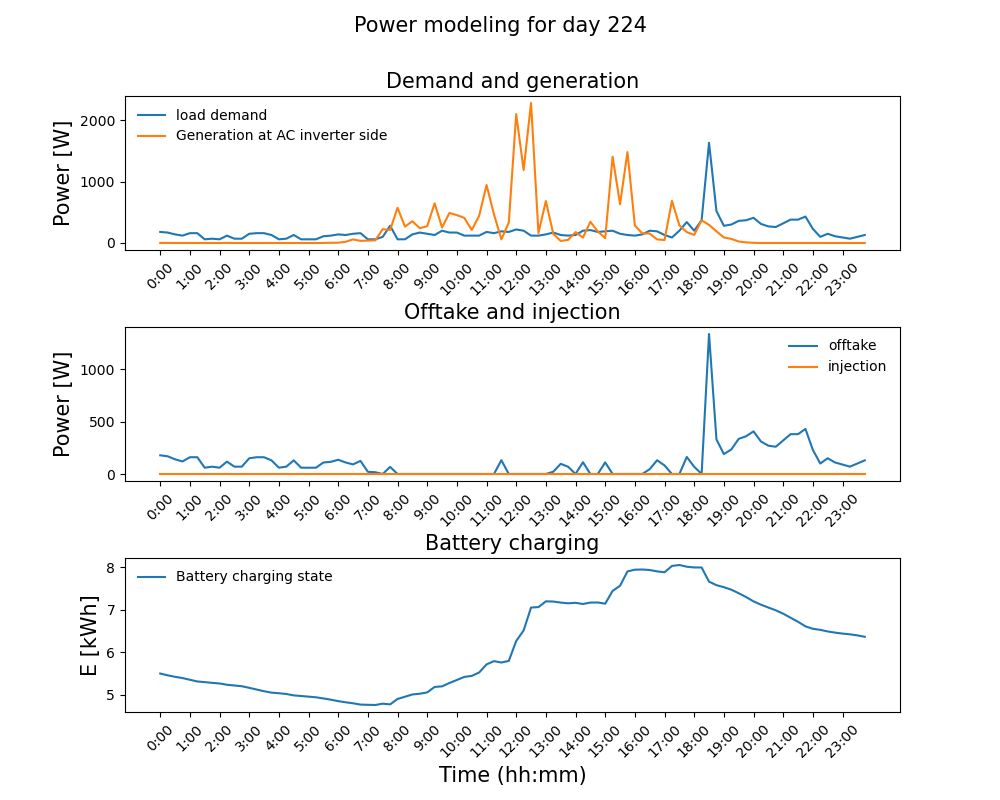 Power modeling for day 224
Demand and generation
Power [W]
2000
1000
0
load demand
Generation at AC inverter side
0:00 1:00 2:00 3:00 4:00 5:00 6:00 7:00 8:00 9:00 10:00 11:00 12:00 13:00 14:00 15:00 16:00 17:00 18:00 19:00 20:00 21:00 22:00 23:00
Offtake and injection
Power [W]
1000
500
0
offtake
injection
0:00 1:00 2:00 3:00 4:00 5:00 6:00 7:00 8:00 9:00 10:00 11:00 12:00 13:00 14:00 15:00 16:00 17:00 18:00 19:00 20:00 21:00 22:00 23:00
Battery charging
E [kWh]
8
7
6
5
Battery charging state
0:00 1:00 2:00 3:00 4:00 5:00 6:00 7:00 8:00 9:00 10:00 11:00 12:00 13:00 14:00 15:00 16:00 17:00 18:00 19:00 20:00 21:00 22:00 23:00
Time (hh:mm)